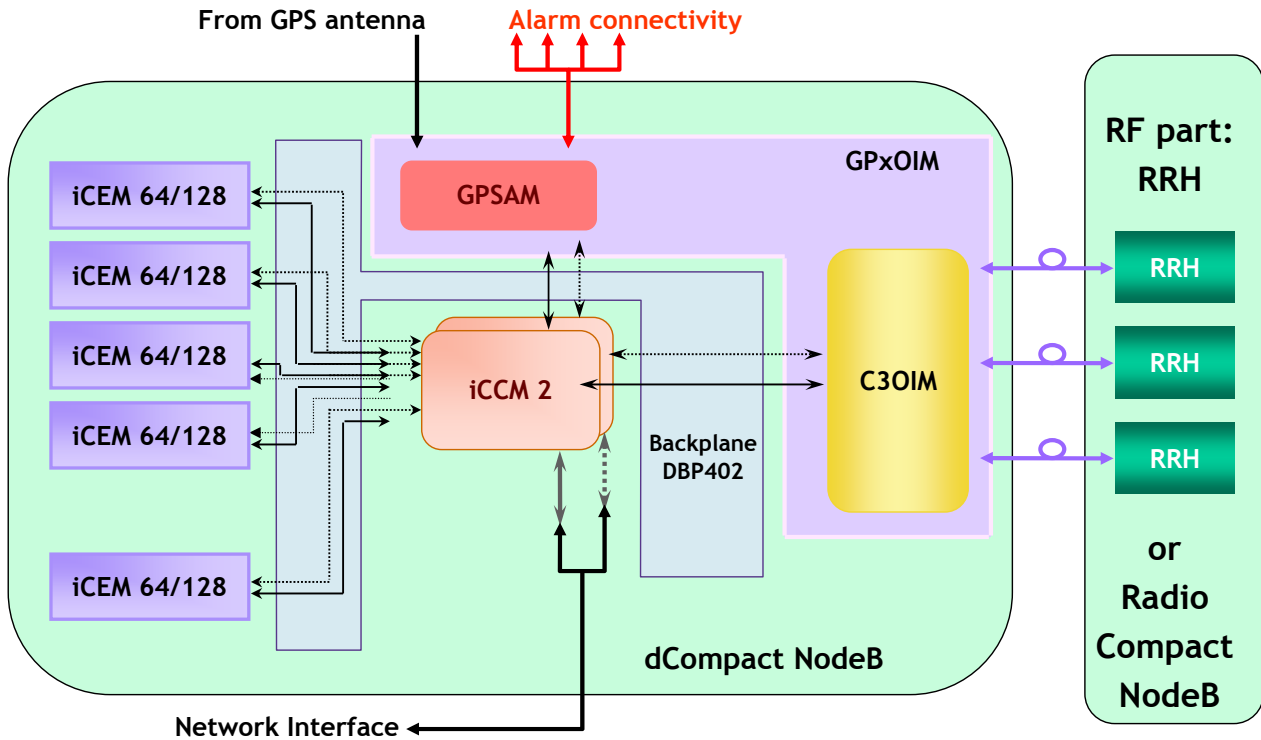 From GPS antenna
Alarm connectivity
GPxOIM
GPSAM
iCEM 64/128
iCEM 64/128
iCEM 64/128
iCEM 64/128
iCEM 64/128
iCCM 2
C3OIM
Backplane
DBP402
dCompact NodeB
Network Interface
RF part:
RRH
RRH
RRH
RRH
or
Radio
Compact
NodeB